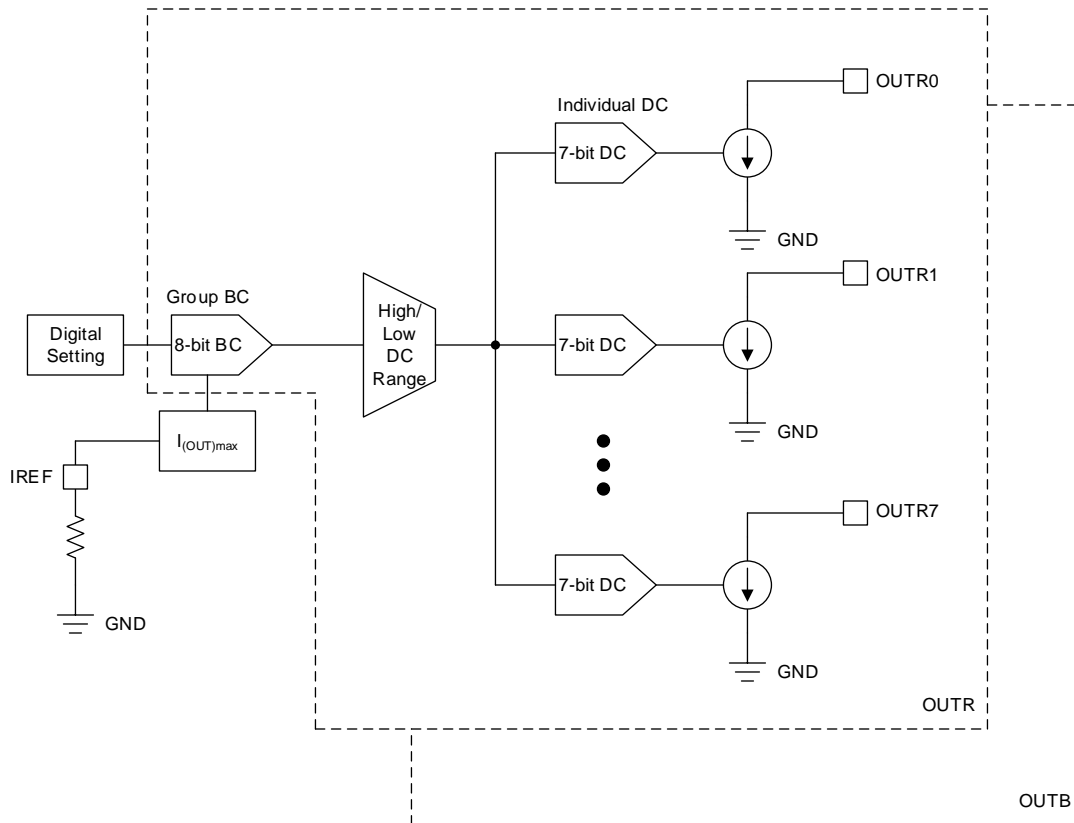 OUTR0
Individual DC
7-bit DC
GND
OUTR1
Group BC
High/
Low
DC
Range
Digital
Setting
8-bit BC
7-bit DC
GND
I(OUT)max
IREF
OUTR7
7-bit DC
GND
GND
OUTR
OUTB